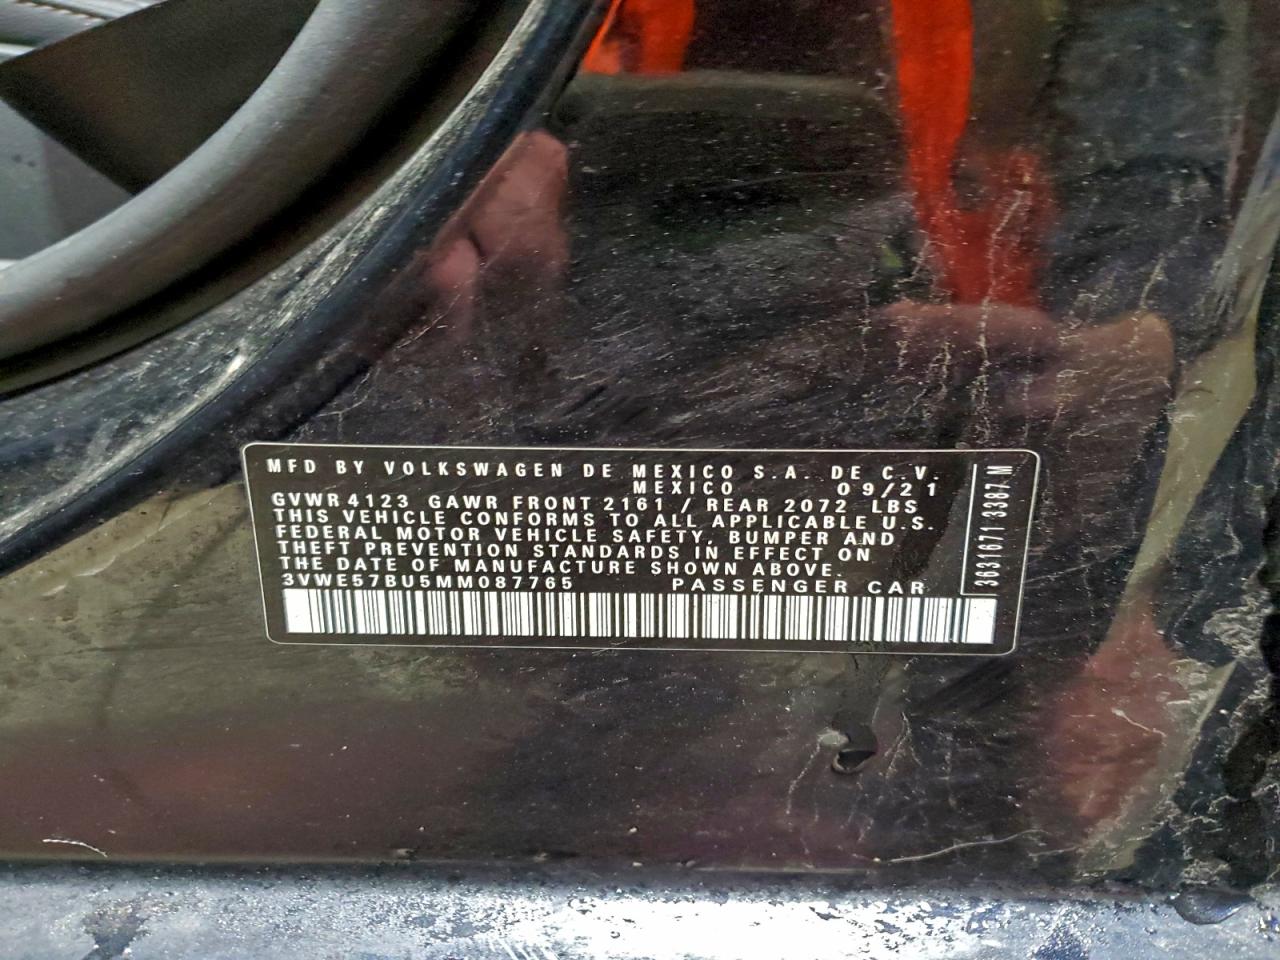 MFD BY VOLKSWAGEN DE MEXICO S.A. DE C.V.
MEXICO 09/21
GVWR 4123 GAWR FRONT 2161 / REAR 2072 LBS
THIS VEHICLE CONFORMS TO ALL APPLICABLE U.S.
FEDERAL MOTOR VEHICLE SAFETY, BUMPER AND
THEFT PREVENTION STANDARDS IN EFFECT ON
THE DATE OF MANUFACTURE SHOWN ABOVE.
3VWE57BU5MM087765 PASSENGER CAR
3631671 3387 M